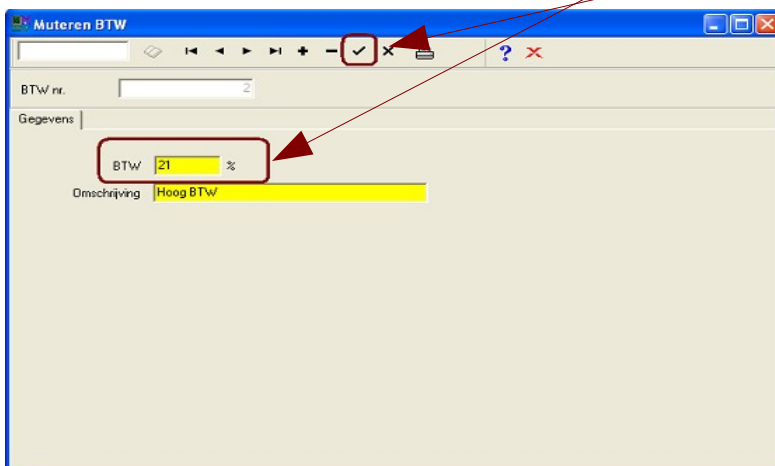 Muteren BTW
BTW nr. 2
Gegevens
BTW 21 %
Omschrijving Hoog BTW